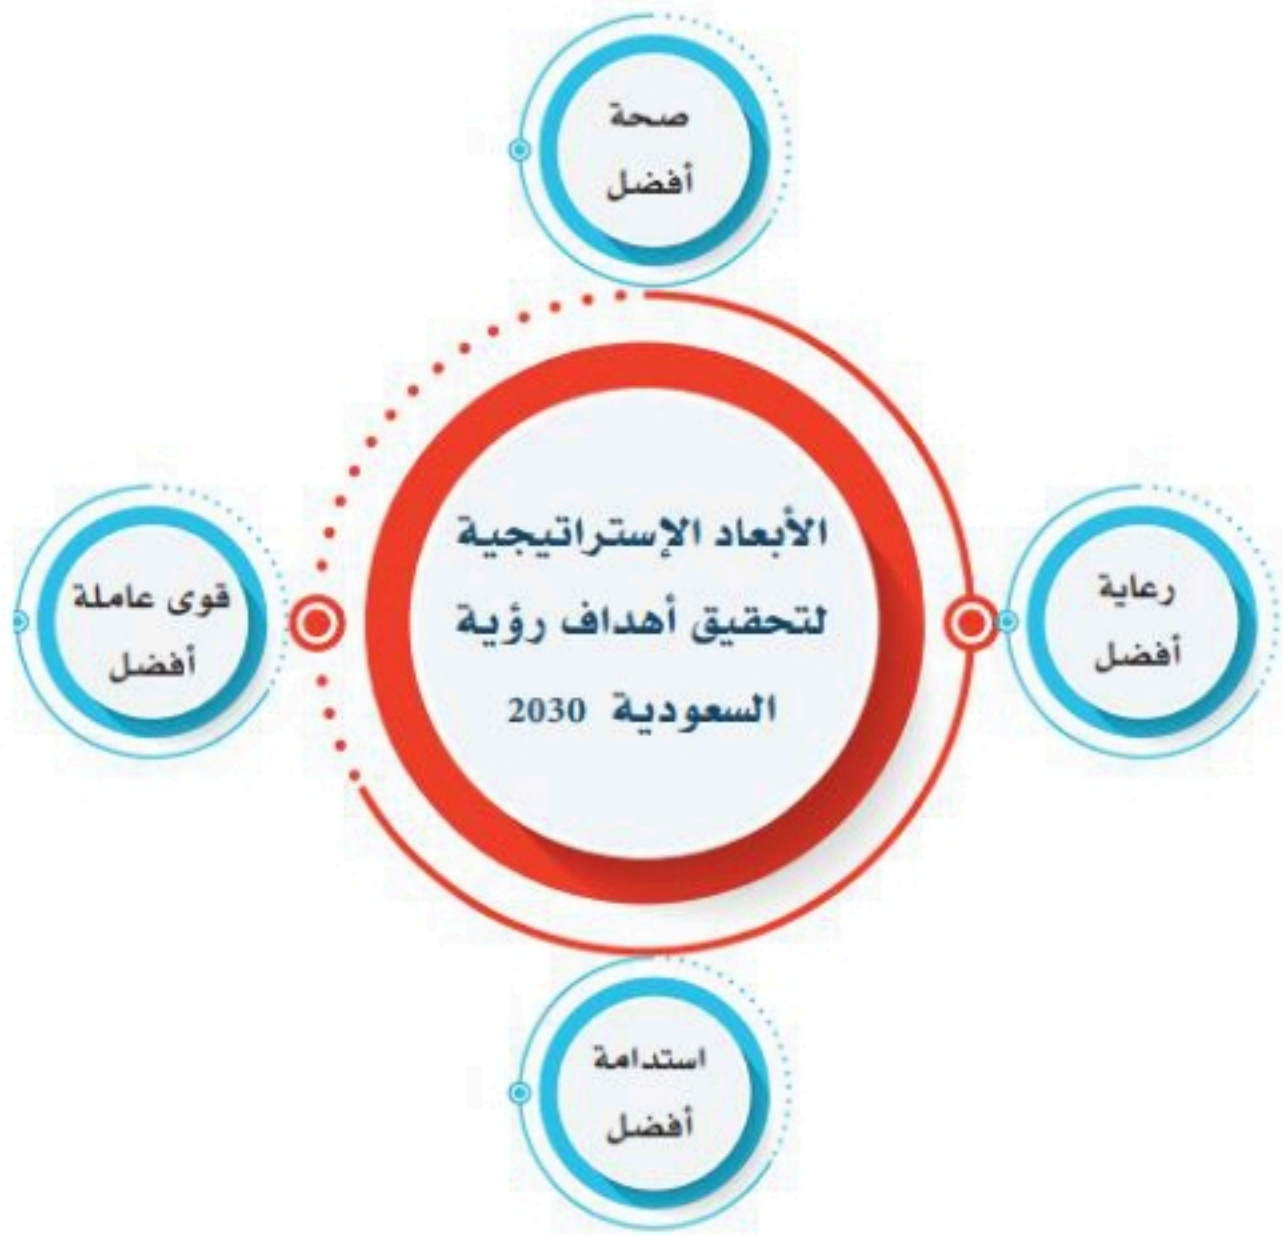 صحة
أفضل
الأبعاد الإستراتيجية
لتحقيق أهداف رؤية
السعودية 2030
رعاية
أفضل
قوى عاملة
أفضل
استدامة
أفضل